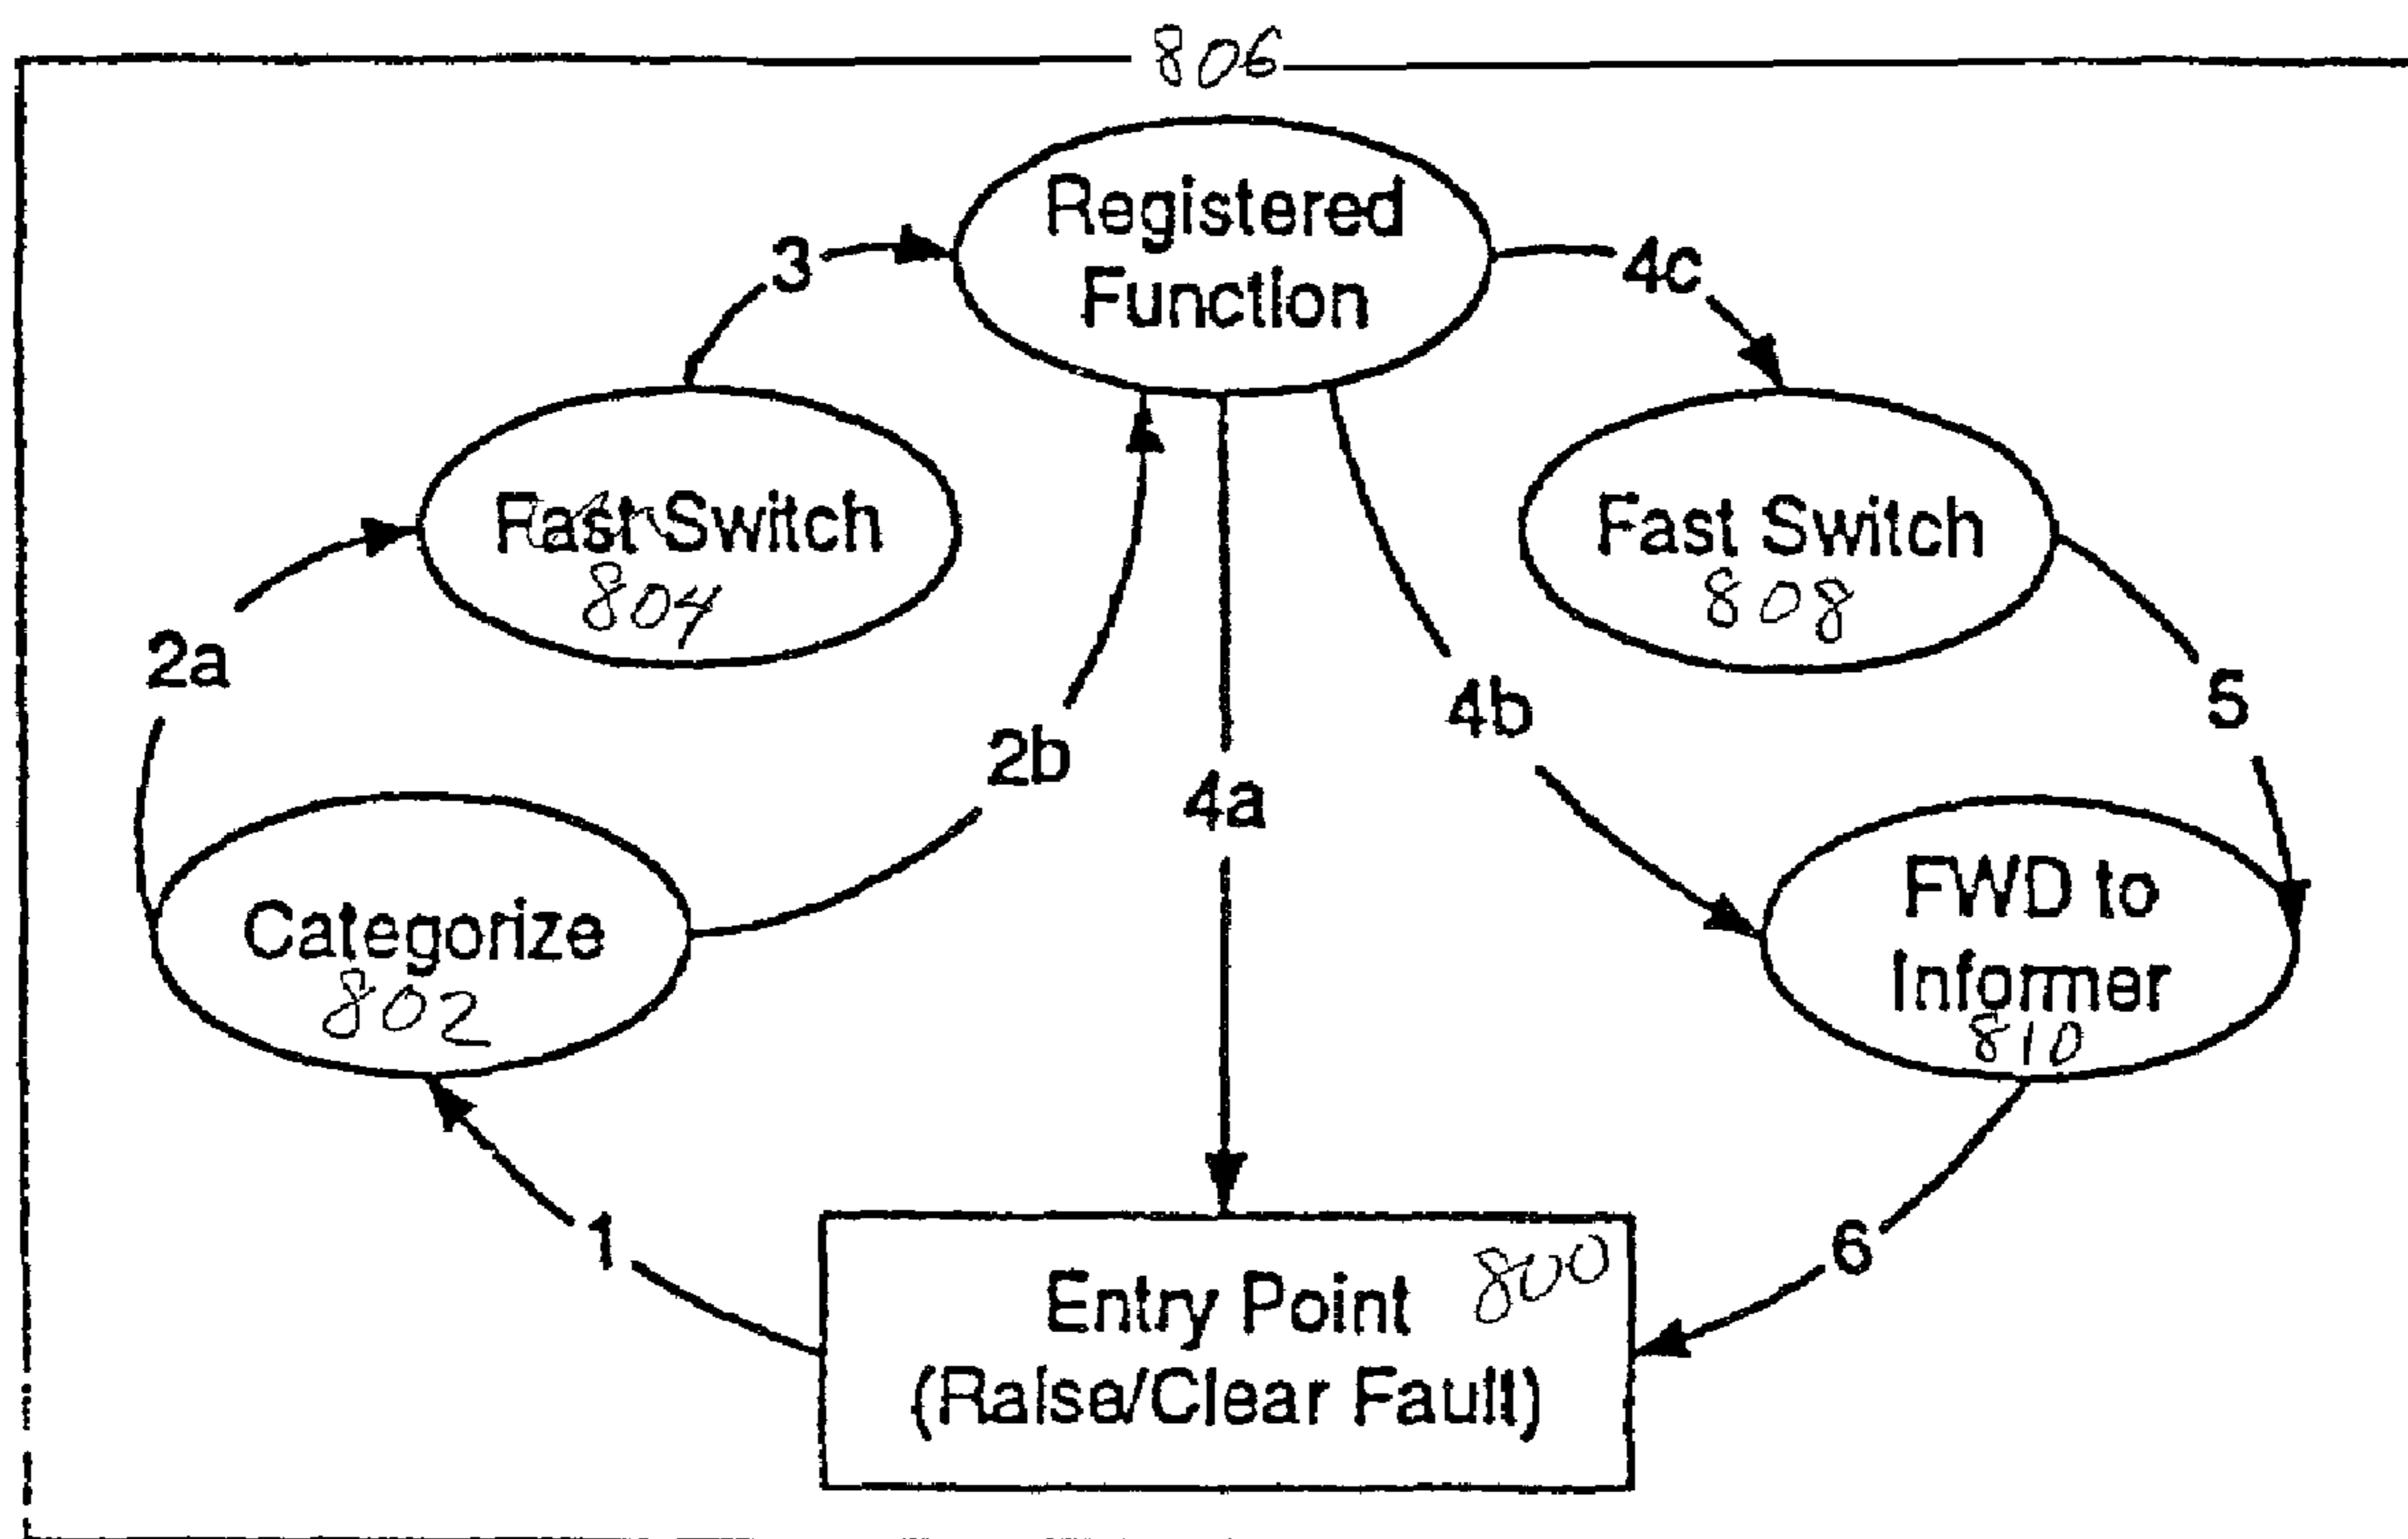 806
Registered
Function
3
4c
Fast Switch
804
Fast Switch
808
2a
2b
4a
4b
5
Categorize
802
FWD to
Informer
810
1
6
Entry Point 800
(Raise/Clear Fault)